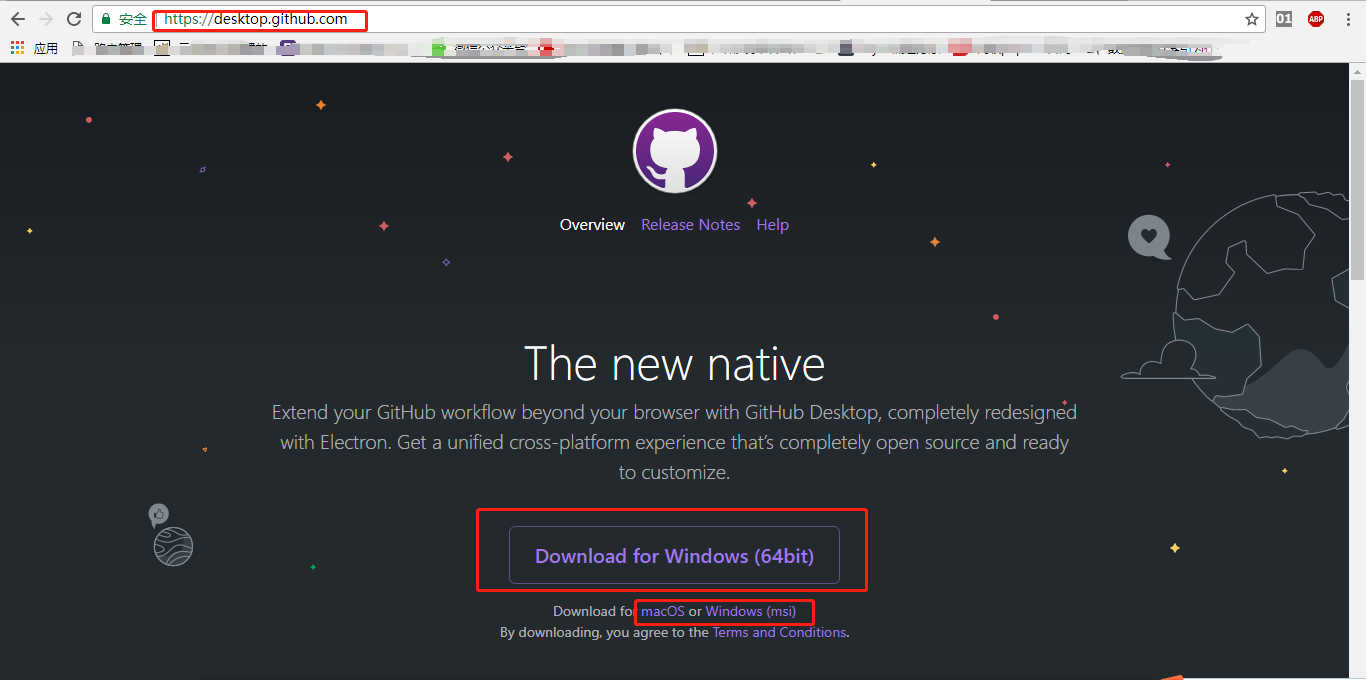 安全 https://desktop.github.com
01 ABP
应用
Overview Release Notes Help
The new native
Extend your GitHub workflow beyond your browser with GitHub Desktop, completely redesigned
with Electron. Get a unified cross-platform experience that's completely open source and ready
to customize.
Download for Windows (64bit)
Download for macOS or Windows (msi)
By downloading, you agree to the Terms and Conditions.